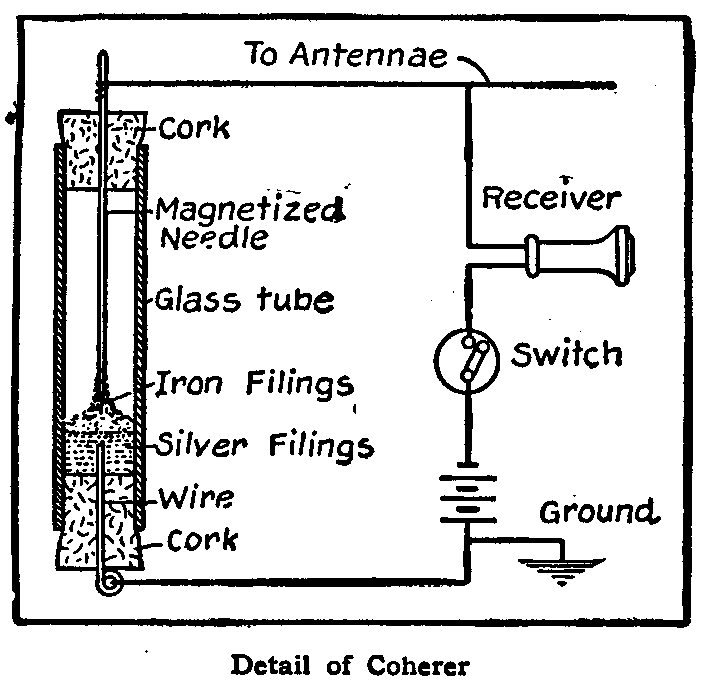 To Antennae
Cork
Receiver
Magnetized
Needle
Glass tube
Switch
Iron Filings
Silver Filings
Wire
Ground
Cork
Detail of Coherer